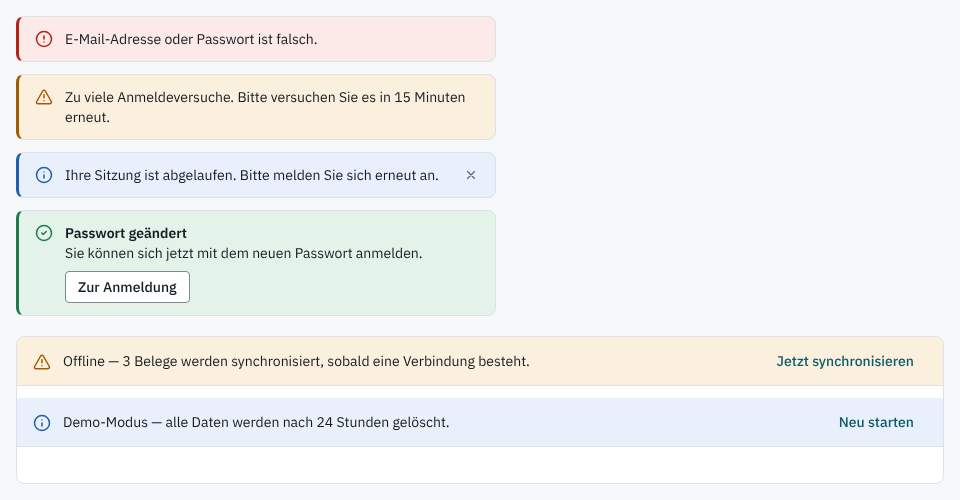 E-Mail-Adresse oder Passwort ist falsch.
Zu viele Anmeldeversuche. Bitte versuchen Sie es in 15 Minuten
erneut.
Ihre Sitzung ist abgelaufen. Bitte melden Sie sich erneut an.
Passwort geändert
Sie können sich jetzt mit dem neuen Passwort anmelden.
Zur Anmeldung
Offline — 3 Belege werden synchronisiert, sobald eine Verbindung besteht. Jetzt synchronisieren
Demo-Modus — alle Daten werden nach 24 Stunden gelöscht. Neu starten